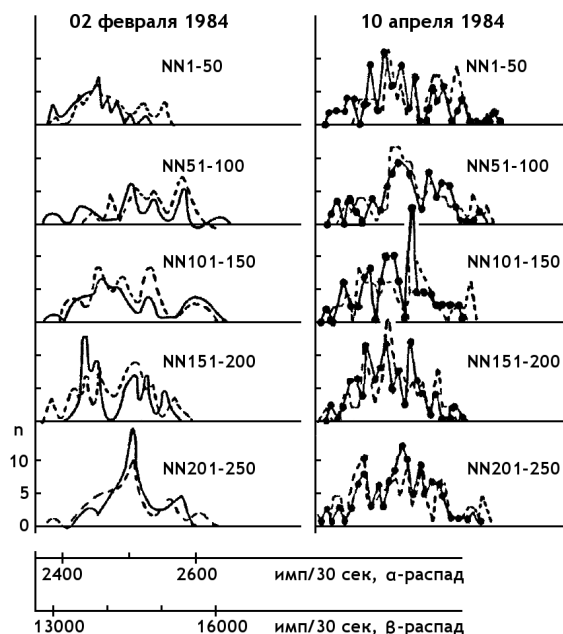 02 февраля 1984
10 апреля 1984
NN1-50
NN1-50
NN51-100
NN51-100
NN101-150
NN101-150
NN151-200
NN151-200
n
10
5
0
NN201-250
NN201-250
2400 2600 имп/30 сек, α-распад
13000 16000 имп/30 сек, β-распад